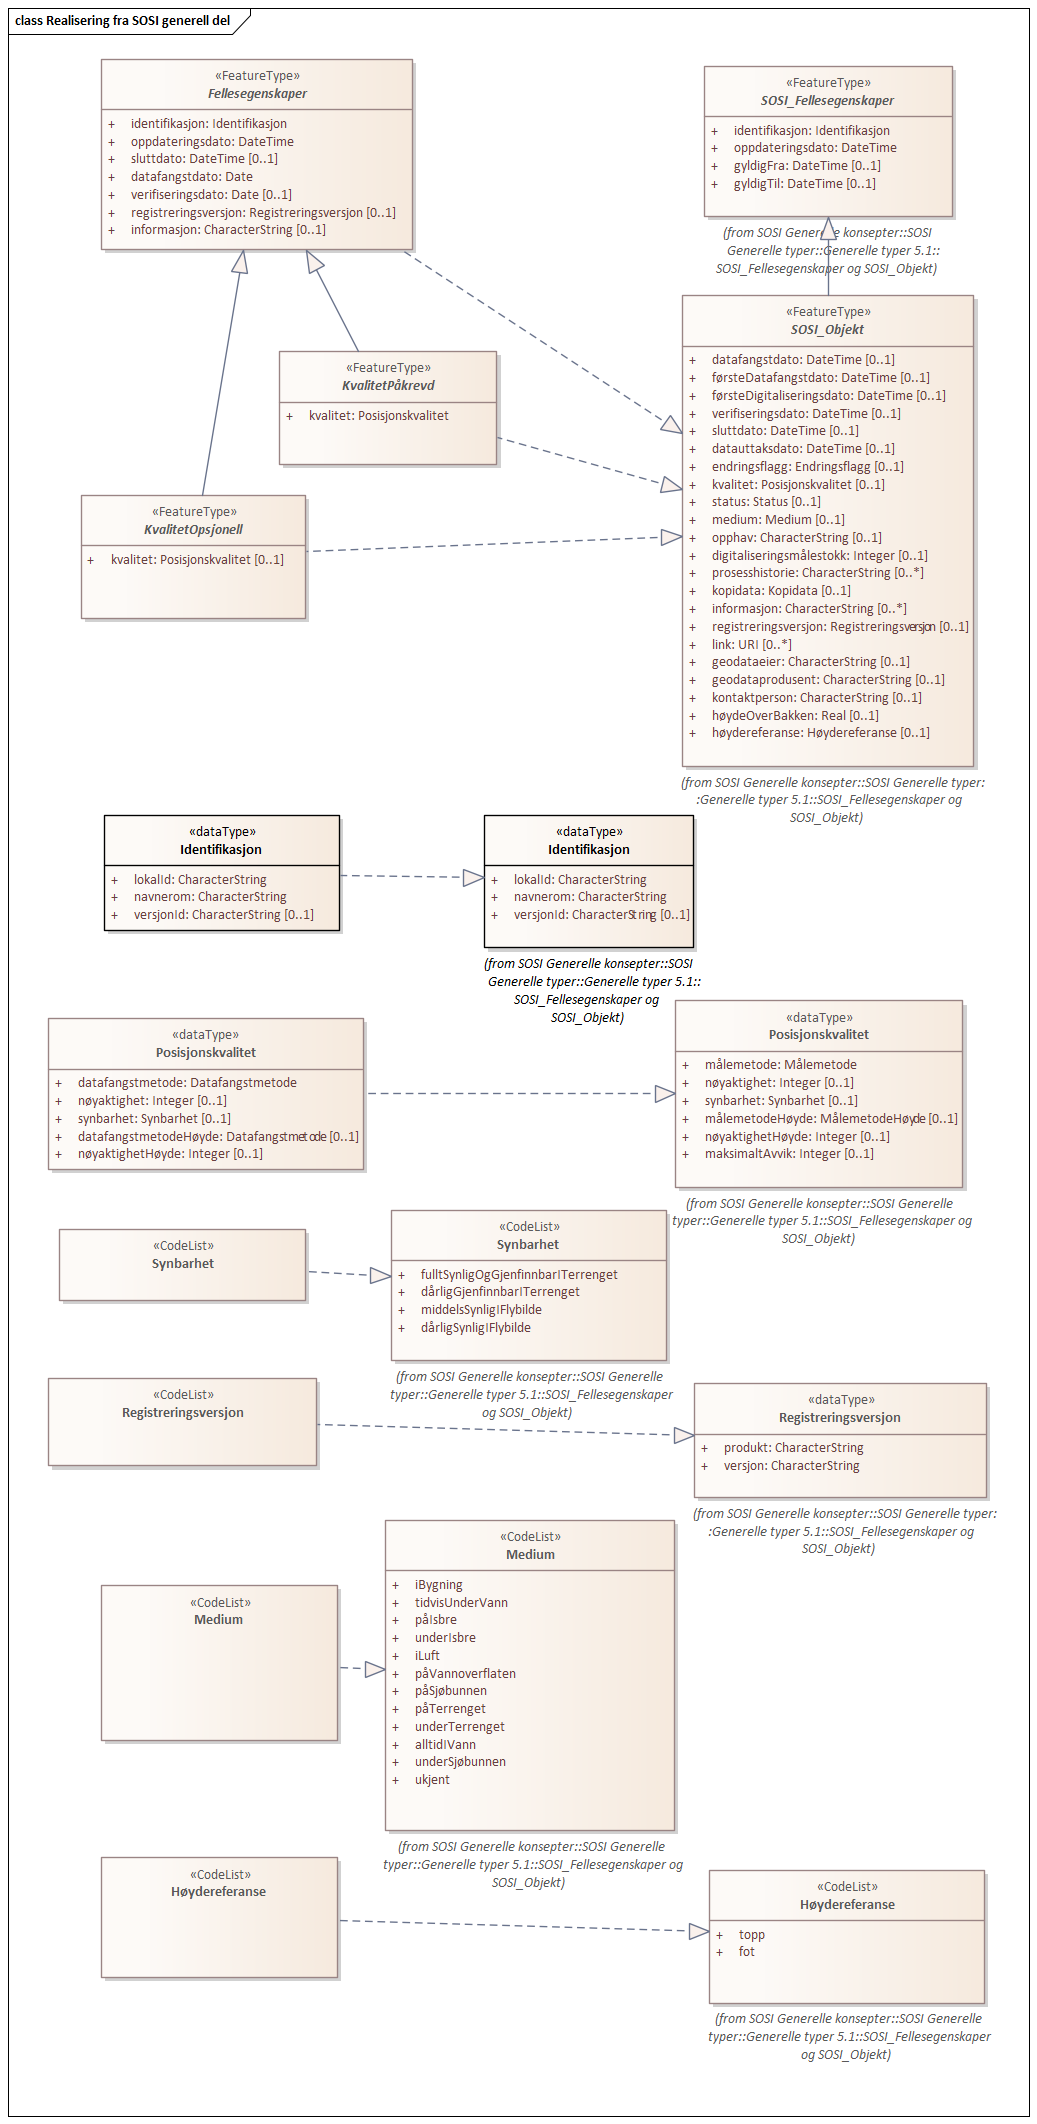 class Realisering fra SOSI generell del
«FeatureType»
Fellesegenskaper
+ identifikasjon: Identifikasjon
+ oppdateringsdato: DateTime
+ sluttdato: DateTime [0..1]
+ datafangstdato: Date
+ verifiseringsdato: Date [0..1]
+ registreringsversjon: Registreringsversjon [0..1]
+ informasjon: CharacterString [0..1]
«FeatureType»
SOSI_Fellesegenskaper
+ identifikasjon: Identifikasjon
+ oppdateringsdato: DateTime
+ gyldigFra: DateTime [0..1]
+ gyldigTil: DateTime [0..1]
(from SOSI Generelle konsepter::SOSI
Generelle typer::Generelle typer 5.1::
SOSI_Fellesegenskaper og SOSI_Objekt)
«FeatureType»
KvalitetPåkrevd
+ kvalitet: Posisjonskvalitet
«FeatureType»
KvalitetOpsjonell
+ kvalitet: Posisjonskvalitet [0..1]
«FeatureType»
SOSI_Objekt
+ datafangstdato: DateTime [0..1]
+førsteDatafangstdato: DateTime [0..1]
+ førsteDigitaliseringsdato: DateTime [0..1]
+ verifiseringsdato: DateTime [0..1]
+ sluttdato: DateTime [0..1]
+ datauttaksdato: DateTime [0..1]
+ endringsflagg: Endringsflagg [0..1]
+ kvalitet: Posisjonskvalitet [0..1]
+ status: Status [0..1]
+ medium: Medium [0..1]
+ opphav: CharacterString [0..1]
+ digitaliseringsmålestokk: Integer [0..1]
+ prosesshistorie: CharacterString [0..*]
+ kopidata: Kopidata [0..1]
+ informasjon: CharacterString [0..*]
+ registreringsversjon: Registreringsversjon [0..1]
+ link: URI [0..*]
+ geodataeier: CharacterString [0..1]
+ geodataprodusent: CharacterString [0..1]
+ kontaktperson: CharacterString [0..1]
+ høydeOverBakken: Real [0..1]
+ høydereferanse: Høydereferanse [0..1]
(from SOSI Generelle konsepter::SOSI Generelle typer:
:Generelle typer 5.1::SOSI_Fellesegenskaper og
SOSI_Objekt)
«dataType»
Identifikasjon
+ lokalId: CharacterString
+ navnerom: CharacterString
+ versjonId: CharacterString [0..1]
«dataType»
Identifikasjon
+ lokalId: CharacterString
+ navnerom: CharacterString
+ versjonId: CharacterString [0..1]
(from SOSI Generelle konsepter::SOSI
Generelle typer::Generelle typer 5.1::
SOSI_Fellesegenskaper og
SOSI_Objekt)
«dataType»
Posisjonskvalitet
+ datafangstmetode: Datafangstmetode
+ nøyaktighet: Integer [0..1]
+ synbarhet: Synbarhet [0..1]
+ datafangstmetodeHøyde: Datafangstmetode [0..1]
+ nøyaktighetHøyde: Integer [0..1]
«dataType»
Posisjonskvalitet
+ målemetode: Målemetode
+ nøyaktighet: Integer [0..1]
+ synbarhet: Synbarhet [0..1]
+ målemetodeHøyde: MålemetodeHøyde [0..1]
+ nøyaktighetHøyde: Integer [0..1]
+ maksimaltAvvik: Integer [0..1]
(from SOSI Generelle konsepter::SOSI Generelle
typer::Generelle typer 5.1::SOSI_Fellesegenskaper og
SOSI_Objekt)
«CodeList»
Synbarhet
«CodeList»
Synbarhet
+ fulltSynligOgGjenfinnbarITerrenget
+ dårligGjenfinnbarITerrenget
+ middelsSynligIFlybilde
+ dårligSynligIFlybilde
(from SOSI Generelle konsepter::SOSI Generelle
typer::Generelle typer 5.1::SOSI_Fellesegenskaper
og SOSI_Objekt)
«CodeList»
Registreringsversjon
«dataType»
Registreringsversjon
+ produkt: CharacterString
+ versjon: CharacterString
(from SOSI Generelle konsepter::SOSI Generelle typer:
:Generelle typer 5.1::SOSI_Fellesegenskaper og
SOSI_Objekt)
«CodeList»
Medium
«CodeList»
Medium
+ iBygning
+ tidvisUnderVann
+ påIsbre
+ underIsbre
+ iLuft
+ påVannoverflaten
+ påSjøbunnen
+ påTerrenget
+ underTerrenget
+ alltidIVann
+ underSjøbunnen
+ ukjent
(from SOSI Generelle konsepter::SOSI Generelle
typer::Generelle typer 5.1::SOSI_Fellesegenskaper og
SOSI_Objekt)
«CodeList»
Høydereferanse
«CodeList»
Høydereferanse
+ topp
+ fot
(from SOSI Generelle konsepter::SOSI Generelle
typer::Generelle typer 5.1::SOSI_Fellesegenskaper
og SOSI_Objekt)